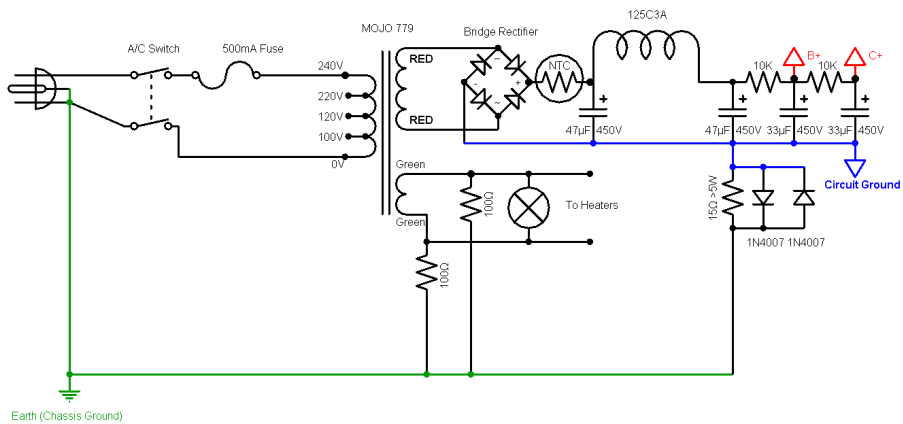 125C3A
MOJO 779
A/C Switch
500mA Fuse
Bridge Rectifier
B+
C+
RED
240V
NTC
10K
10K
~
- +
~
220V
120V
RED
100V
0V
+
47µF 450V
+
47µF 450V
+
33µF 450V
+
33µF 450V
Green
Green
100Ω
To Heaters
Circuit Ground
15Ω >5W
1N4007 1N4007
100Ω
Earth (Chassis Ground)